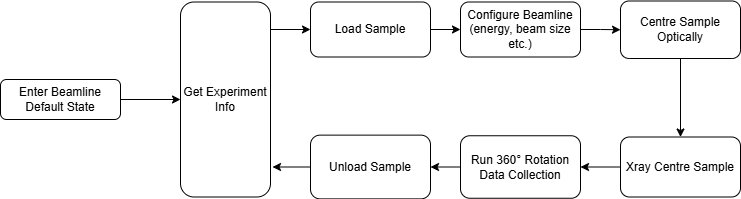 Enter Beamline
Default State
Get Experiment
Info
Load Sample
Configure Beamline
(energy, beam size
etc.)
Centre Sample
Optically
Xray Centre Sample
Run 360° Rotation
Data Collection
Unload Sample